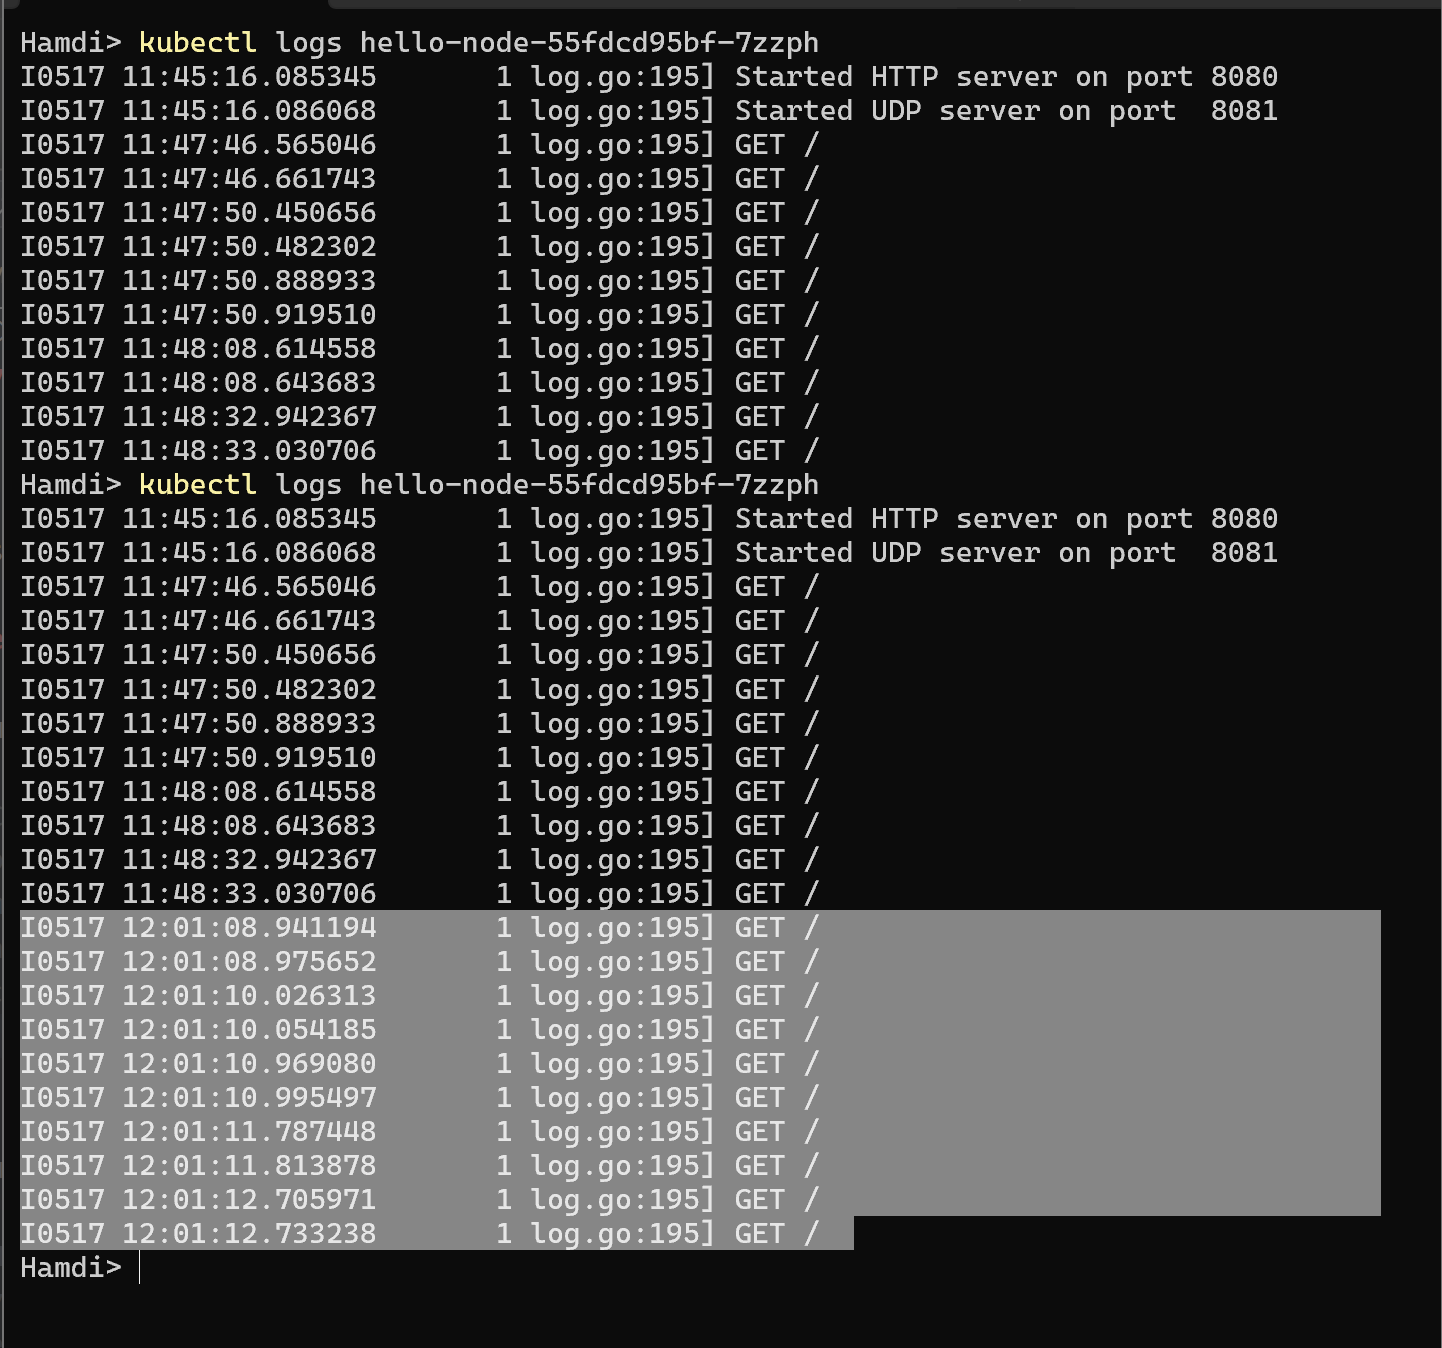 Hamdi> kubectl logs hello-node-55fdcd95bf-7zzph
I0517 11:45:16.085345       1 log.go:195] Started HTTP server on port 8080
I0517 11:45:16.086068       1 log.go:195] Started UDP server on port  8081
I0517 11:47:46.565046       1 log.go:195] GET /
I0517 11:47:46.661743       1 log.go:195] GET /
I0517 11:47:50.450656       1 log.go:195] GET /
I0517 11:47:50.482302       1 log.go:195] GET /
I0517 11:47:50.888933       1 log.go:195] GET /
I0517 11:47:50.919510       1 log.go:195] GET /
I0517 11:48:08.614558       1 log.go:195] GET /
I0517 11:48:08.643683       1 log.go:195] GET /
I0517 11:48:32.942367       1 log.go:195] GET /
I0517 11:48:33.030706       1 log.go:195] GET /
Hamdi> kubectl logs hello-node-55fdcd95bf-7zzph
I0517 11:45:16.085345       1 log.go:195] Started HTTP server on port 8080
I0517 11:45:16.086068       1 log.go:195] Started UDP server on port  8081
I0517 11:47:46.565046       1 log.go:195] GET /
I0517 11:47:46.661743       1 log.go:195] GET /
I0517 11:47:50.450656       1 log.go:195] GET /
I0517 11:47:50.482302       1 log.go:195] GET /
I0517 11:47:50.888933       1 log.go:195] GET /
I0517 11:47:50.919510       1 log.go:195] GET /
I0517 11:48:08.614558       1 log.go:195] GET /
I0517 11:48:08.643683       1 log.go:195] GET /
I0517 11:48:32.942367       1 log.go:195] GET /
I0517 11:48:33.030706       1 log.go:195] GET /
I0517 12:01:08.941194       1 log.go:195] GET /
I0517 12:01:08.975652       1 log.go:195] GET /
I0517 12:01:10.026313       1 log.go:195] GET /
I0517 12:01:10.054185       1 log.go:195] GET /
I0517 12:01:10.969080       1 log.go:195] GET /
I0517 12:01:10.995497       1 log.go:195] GET /
I0517 12:01:11.787448       1 log.go:195] GET /
I0517 12:01:11.813878       1 log.go:195] GET /
I0517 12:01:12.705971       1 log.go:195] GET /
I0517 12:01:12.733238       1 log.go:195] GET /
Hamdi>